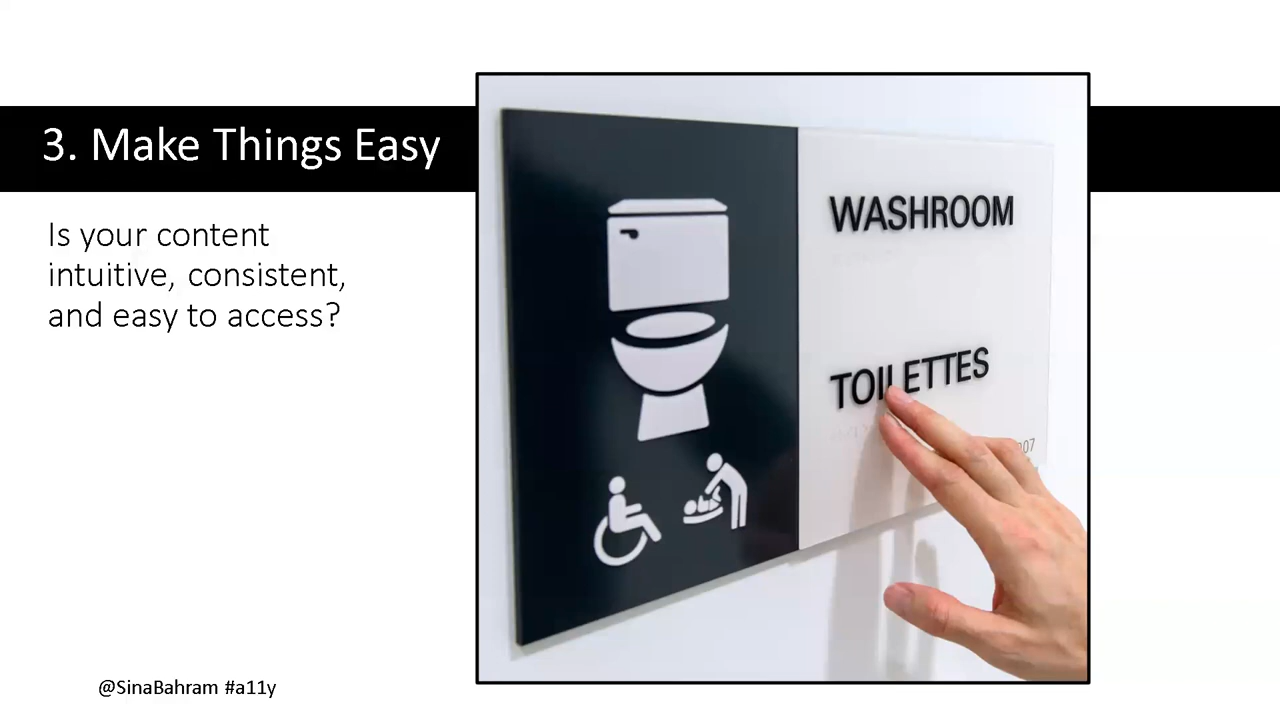 3. Make Things Easy
Is your content
intuitive, consistent,
and easy to access?
WASHROOM
TOILETTES
@SinaBahram #a11y